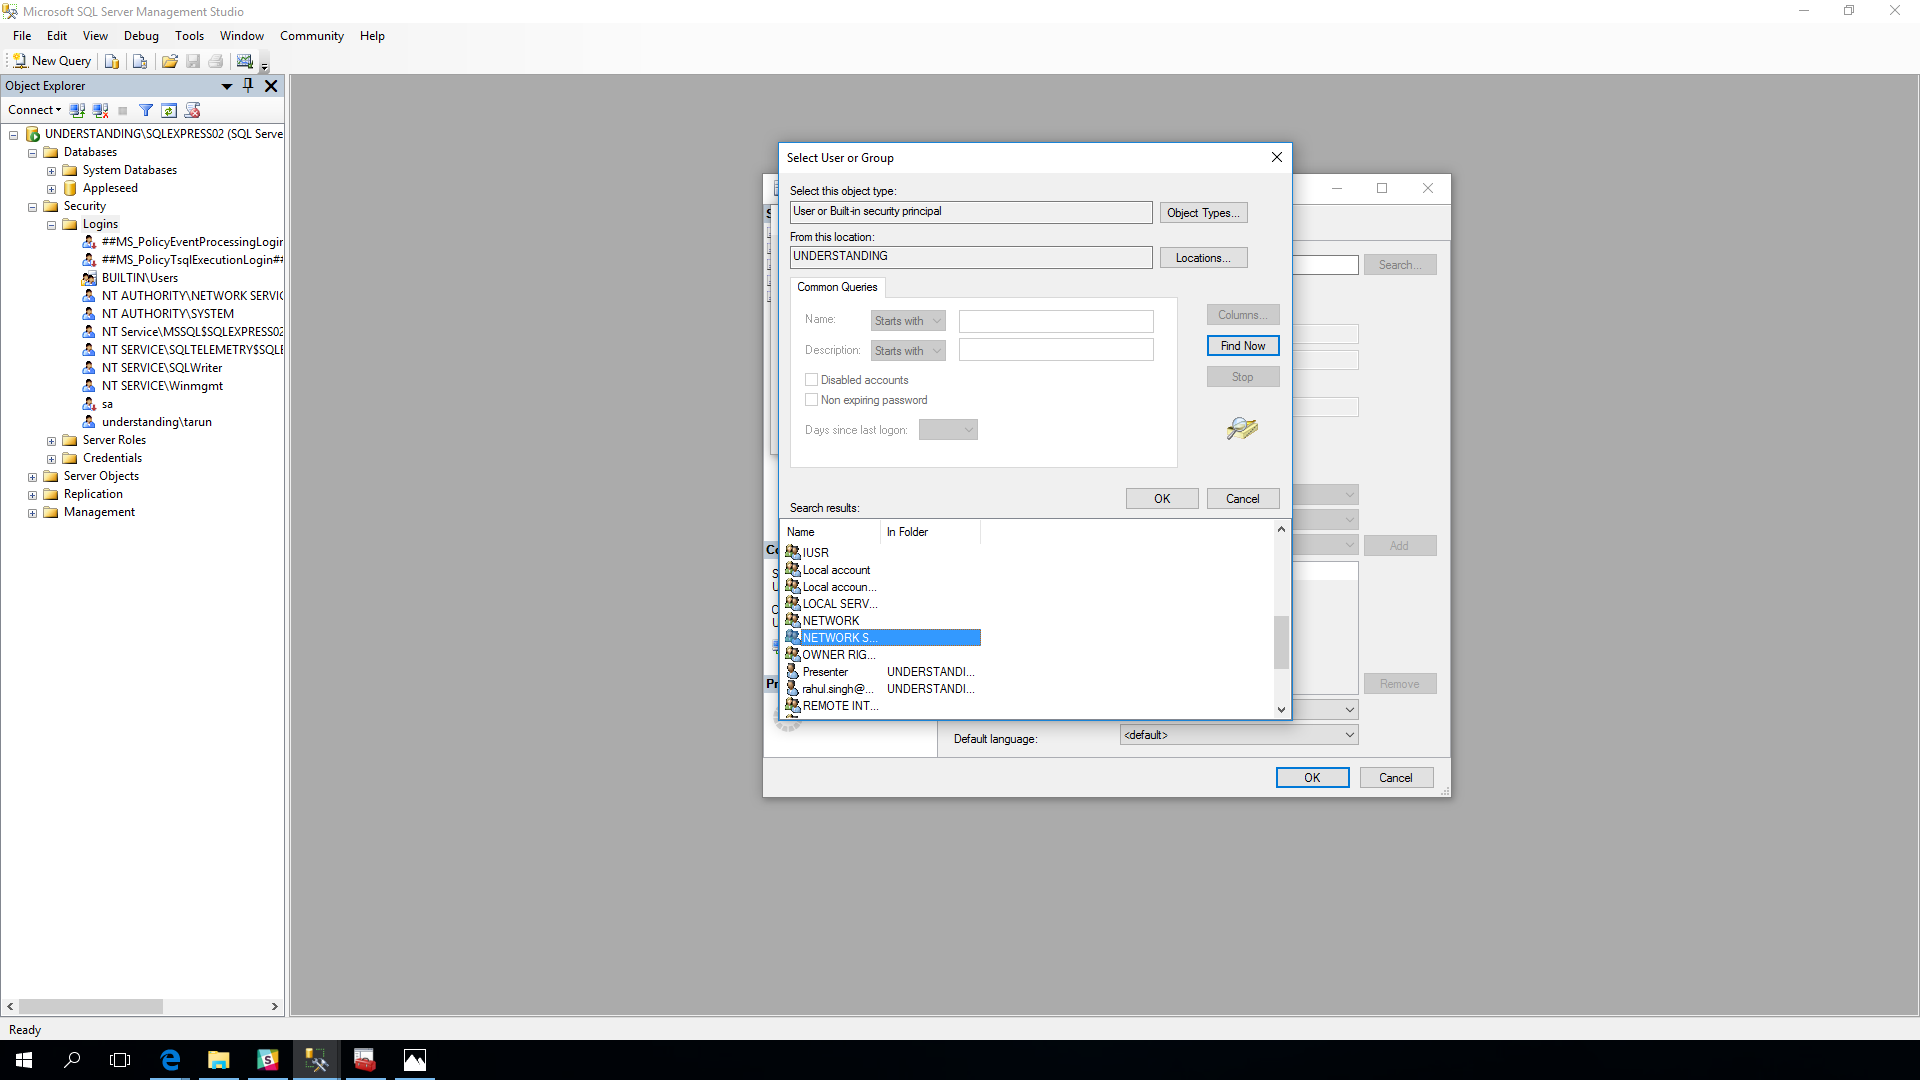 Microsoft SQL Server Management Studio
File Edit View Debug Tools Window Community Help
New Query
Object Explorer
Connect
UNDERSTANDING\SQLEXPRESS02 (SQL Serve
Databases
System Databases
Appleseed
Security
Logins
##MS_PolicyEventProcessingLogin
##MS_PolicyTsqlExecutionLogin##
BUILTIN\Users
NT AUTHORITY\NETWORK SERVIC
NT AUTHORITY\SYSTEM
NT Service\MSSQL$SQLEXPRESS02
NT SERVICE\SQLTELEMETRY$SQLE
NT SERVICE\SQLWriter
NT SERVICE\Winmgmt
sa
understanding\tarun
Server Roles
Credentials
Server Objects
Replication
Management
Select User or Group
Select this object type:
User or Built-in security principal
Object Types...
From this location:
UNDERSTANDING
Locations...
Common Queries
Name: Starts with
Description: Starts with
Disabled accounts
Non expiring password
Days since last logon:
Columns...
Find Now
Stop
OK Cancel
Search results:
Name In Folder
IUSR
Local account
Local accoun...
LOCAL SERV...
NETWORK
NETWORK S...
OWNER RIG...
Presenter UNDERSTANDI...
rahul.singh@... UNDERSTANDI...
REMOTE INT...
Search...
Add
Remove
Default language: <default>
OK Cancel
Ready